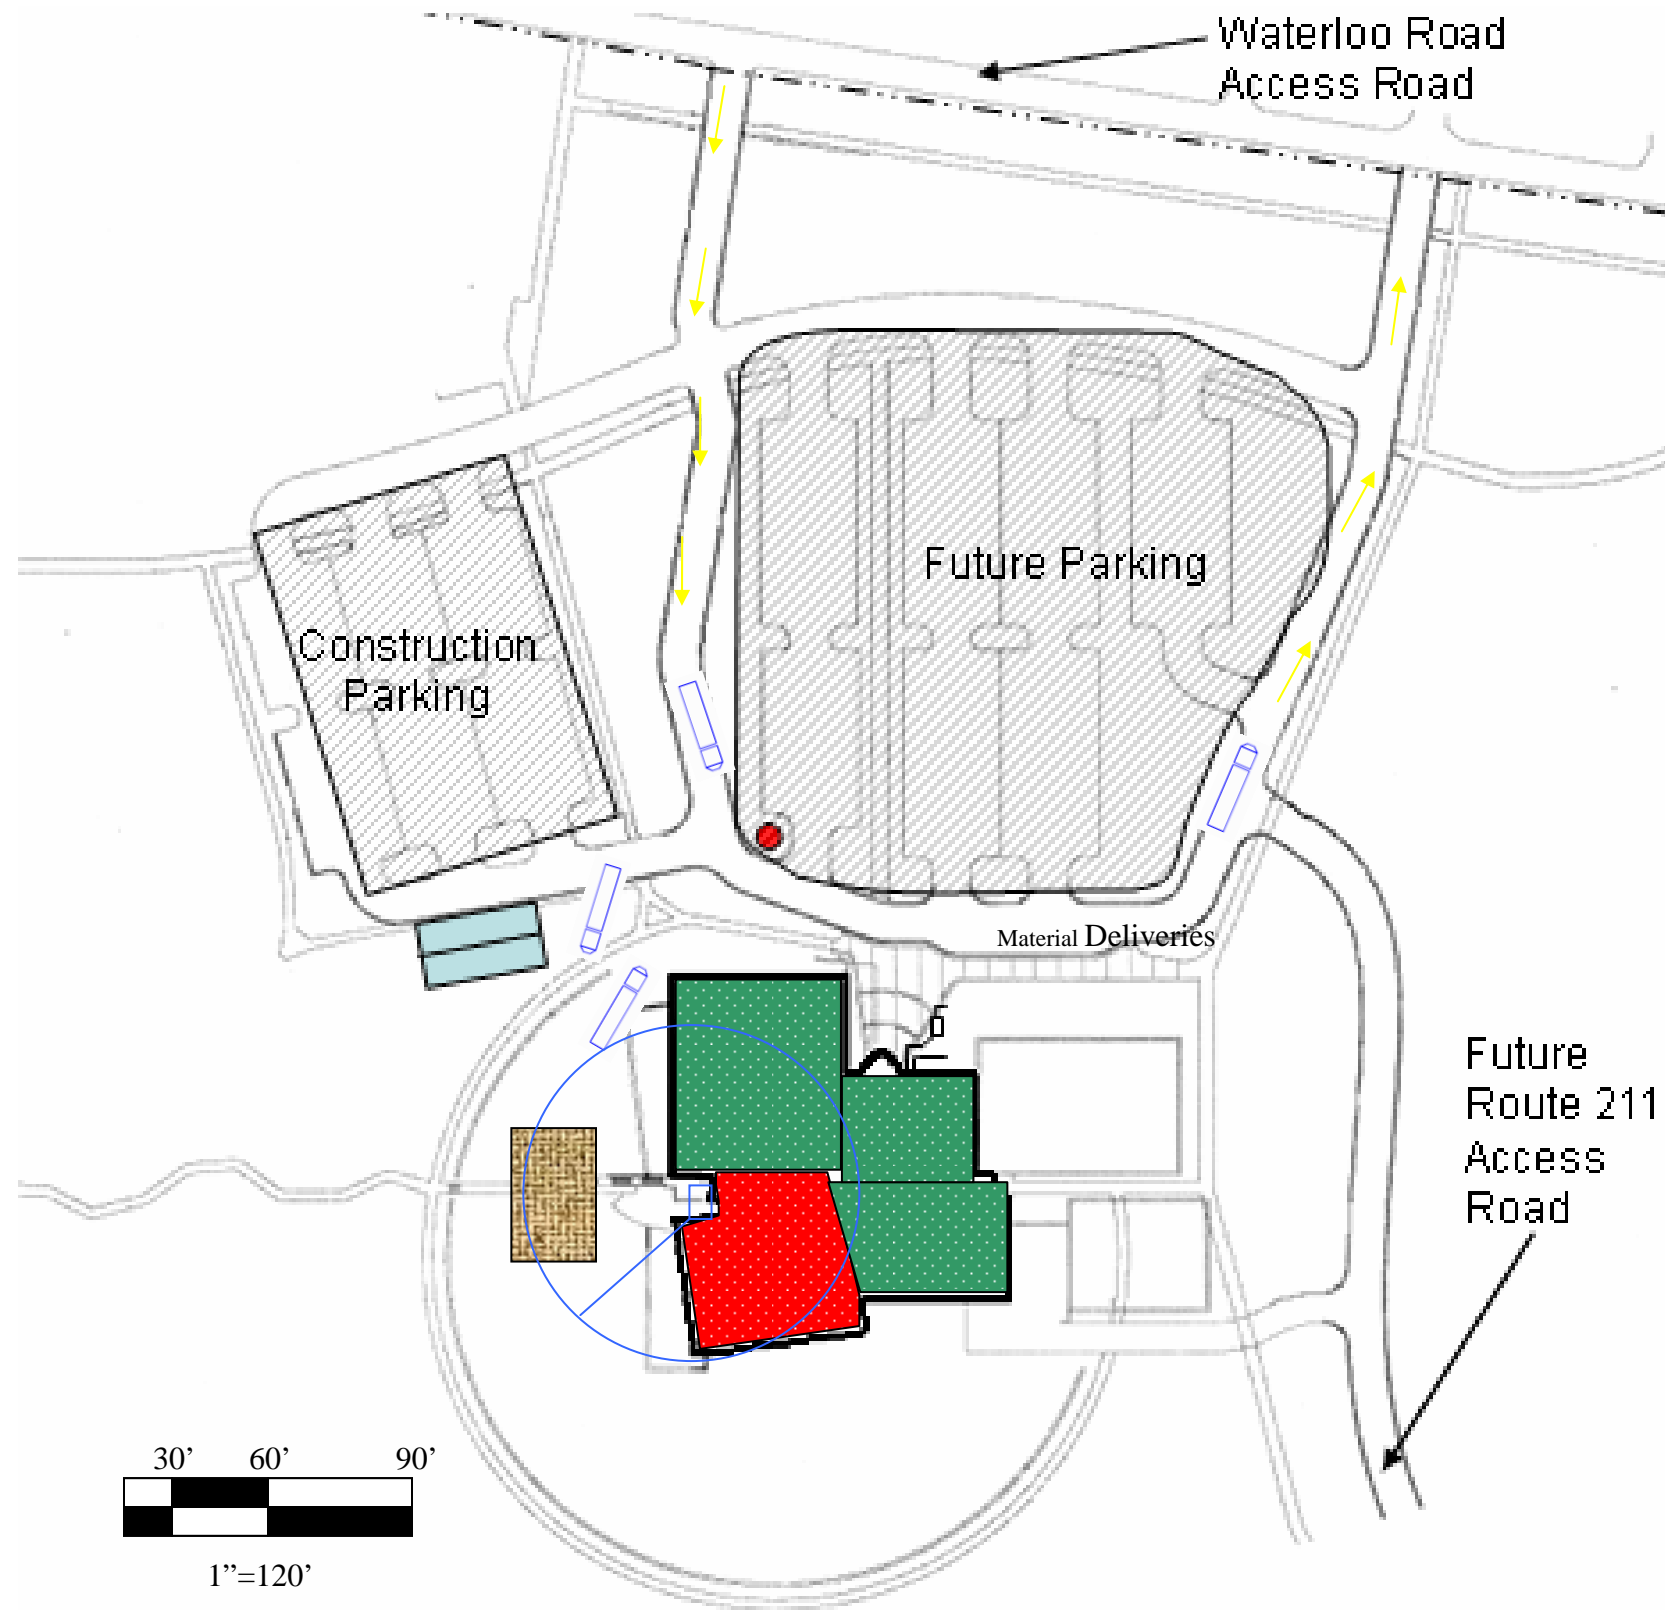 Waterloo Road
Access Road
Future Parking
Construction
Parking
Material Deliveries
Future
Route 211
Access
Road
30’ 60’ 90’
1”=120’